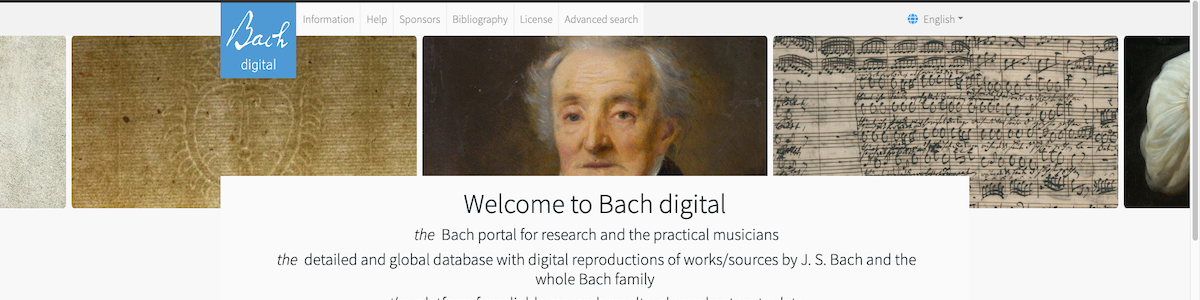 Bach
digital
Information Help Sponsors Bibliography License Advanced search
English
Welcome to Bach digital
the Bach portal for research and the practical musicians
the detailed and global database with digital reproductions of works/sources by J. S. Bach and the
whole Bach family